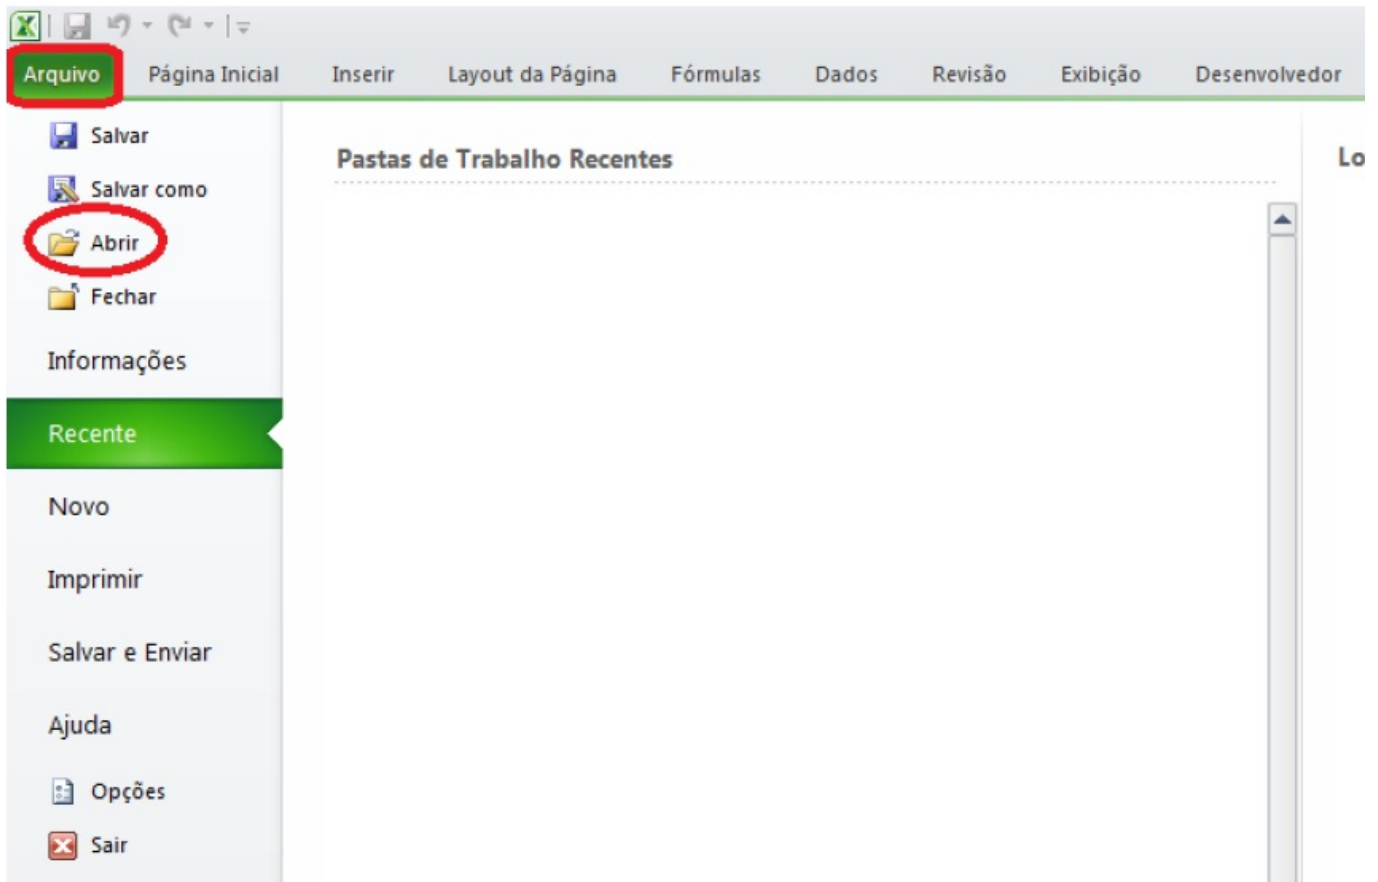 Arquivo Página Inicial Inserir Layout da Página Fórmulas Dados Revisão Exibição Desenvolvedor
Salvar
Salvar como
Abrir
Fechar
Informações
Recente
Novo
Imprimir
Salvar e Enviar
Ajuda
Opções
Sair
Pastas de Trabalho Recentes
Lo